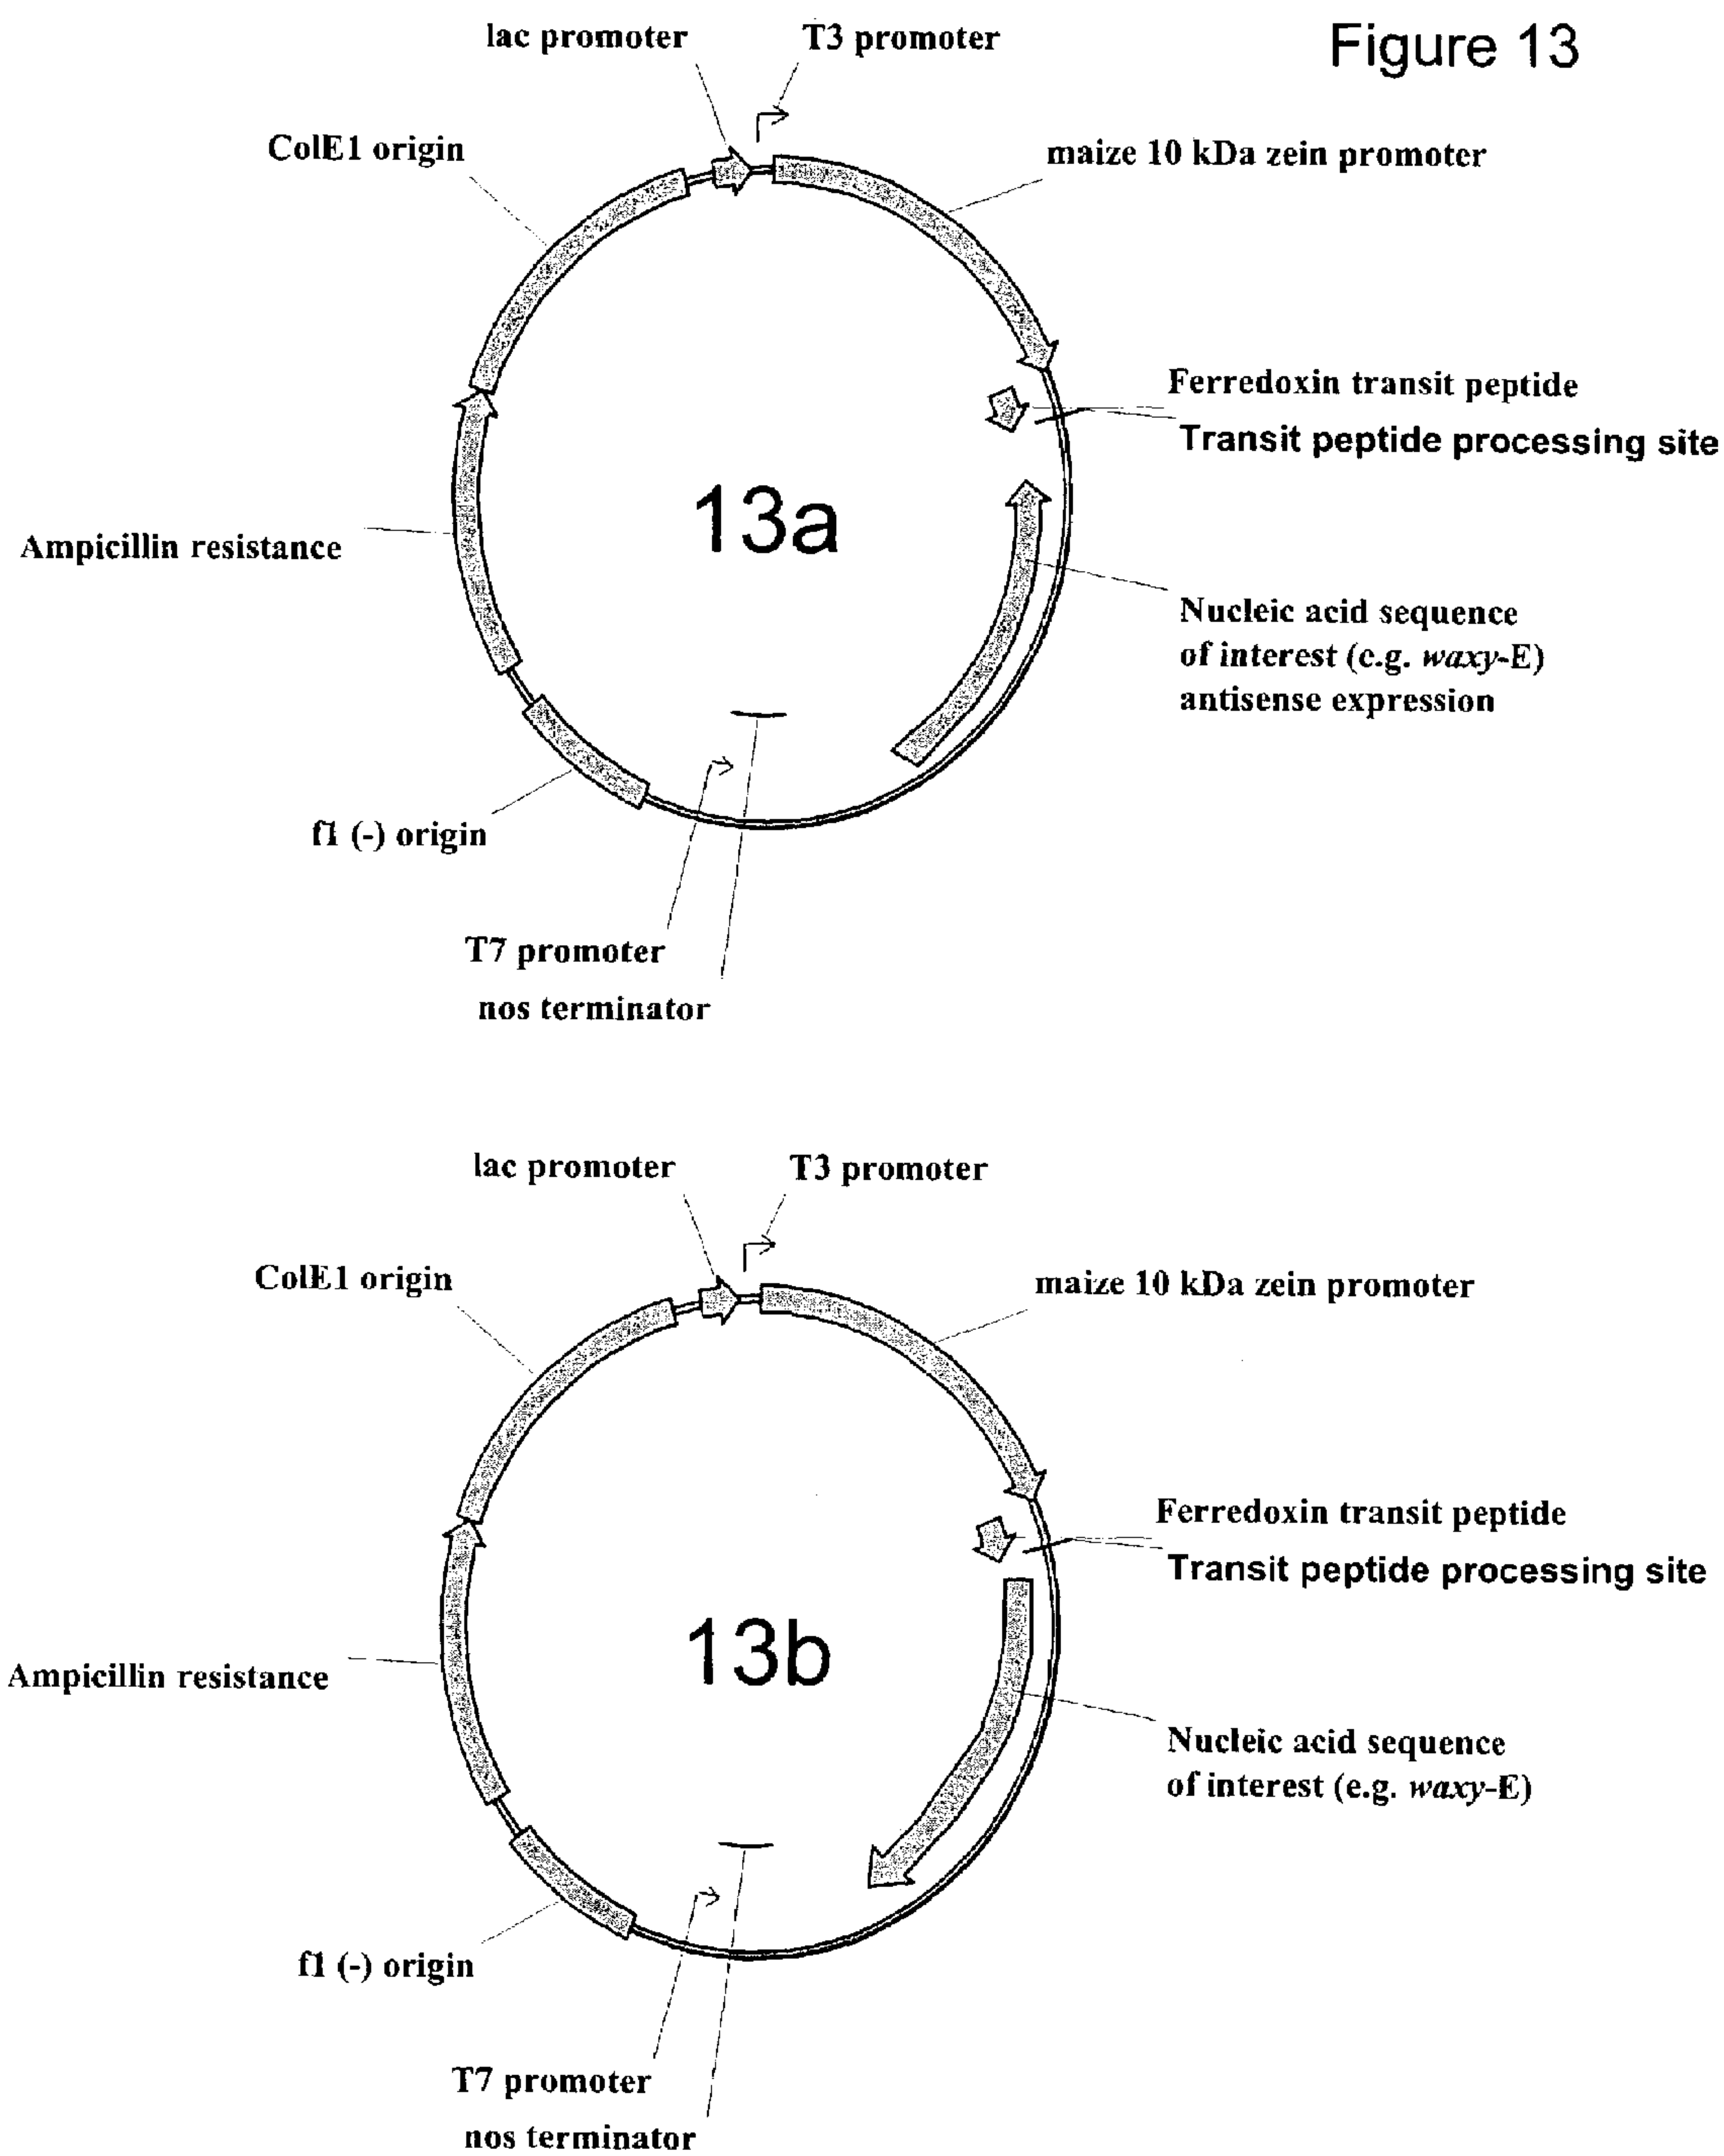 Figure 13
lac promoter
T3 promoter
ColE1 origin
maize 10 kDa zein promoter
Ferredoxin transit peptide
Transit peptide processing site
13a
Ampicillin resistance
Nucleic acid sequence
of interest (e.g. waxy-E)
antisense expression
f1 (-) origin
T7 promoter
nos terminator
lac promoter
T3 promoter
ColE1 origin
maize 10 kDa zein promoter
Ferredoxin transit peptide
Transit peptide processing site
13b
Ampicillin resistance
Nucleic acid sequence
of interest (e.g. waxy-E)
f1 (-) origin
T7 promoter
nos terminator